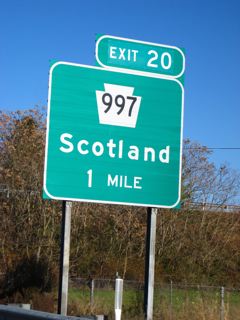 EXIT 20
997
Scotland
1 MILE